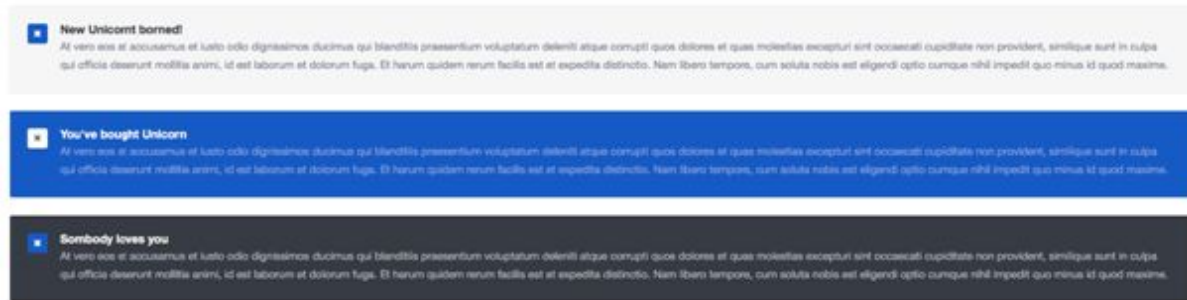 New Unicornt borned!
At vero eos et accusamus et iusto odio dignissimos ducimus qui blanditiis praesentium voluptatum deleniti atque corrupti quos dolores et quas molestias excepturi sint occaecati cupiditate non provident, similique sunt in culpa
qui officia deserunt mollitia animi, id est laborum et dolorum fuga. Et harum quidem rerum facilis est et expedita distinctio. Nam libero tempore, cum soluta nobis est eligendi optio cumque nihil impedit quo minus id quod maxime.
You've bought Unicorn
At vero eos et accusamus et iusto odio dignissimos ducimus qui blanditiis praesentium voluptatum deleniti atque corrupti quos dolores et quas molestias excepturi sint occaecati cupiditate non provident, similique sunt in culpa
qui officia deserunt mollitia animi, id est laborum et dolorum fuga. Et harum quidem rerum facilis est et expedita distinctio. Nam libero tempore, cum soluta nobis est eligendi optio cumque nihil impedit quo minus id quod maxime.
Sombody loves you
At vero eos et accusamus et iusto odio dignissimos ducimus qui blanditiis praesentium voluptatum deleniti atque corrupti quos dolores et quas molestias excepturi sint occaecati cupiditate non provident, similique sunt in culpa
qui officia deserunt mollitia animi, id est laborum et dolorum fuga. Et harum quidem rerum facilis est et expedita distinctio. Nam libero tempore, cum soluta nobis est eligendi optio cumque nihil impedit quo minus id quod maxime.